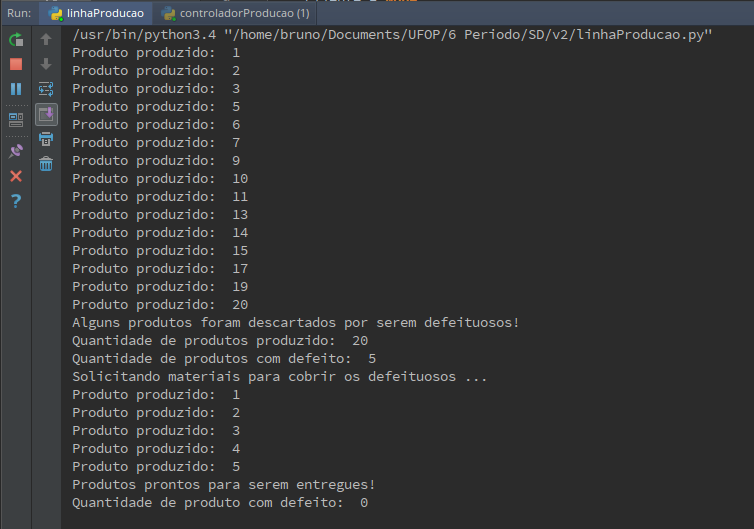 Run: linhaProducao controladorProducao (1)
/usr/bin/python3.4 "/home/bruno/Documents/UFOP/6 Periodo/SD/v2/linhaProducao.py"
Produto produzido:  1
Produto produzido:  2
Produto produzido:  3
Produto produzido:  5
Produto produzido:  6
Produto produzido:  7
Produto produzido:  9
Produto produzido:  10
Produto produzido:  11
Produto produzido:  13
Produto produzido:  14
Produto produzido:  15
Produto produzido:  17
Produto produzido:  19
Produto produzido:  20
Alguns produtos foram descartados por serem defeituosos!
Quantidade de produtos produzido:  20
Quantidade de produtos com defeito:  5
Solicitando materiais para cobrir os defeituosos ...
Produto produzido:  1
Produto produzido:  2
Produto produzido:  3
Produto produzido:  4
Produto produzido:  5
Produtos prontos para serem entregues!
Quantidade de produto com defeito:  0